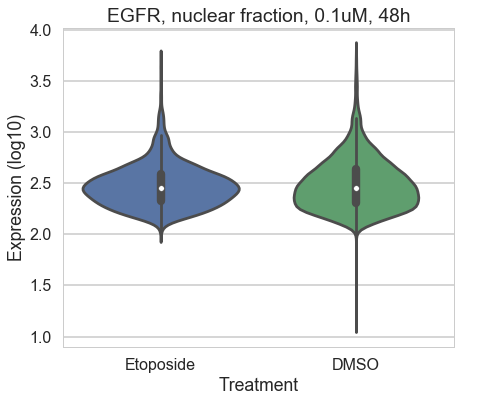 EGFR, nuclear fraction, 0.1uM, 48h
Expression (log10)
4.0
3.5
3.0
2.5
2.0
1.5
1.0
Etoposide
DMSO
Treatment